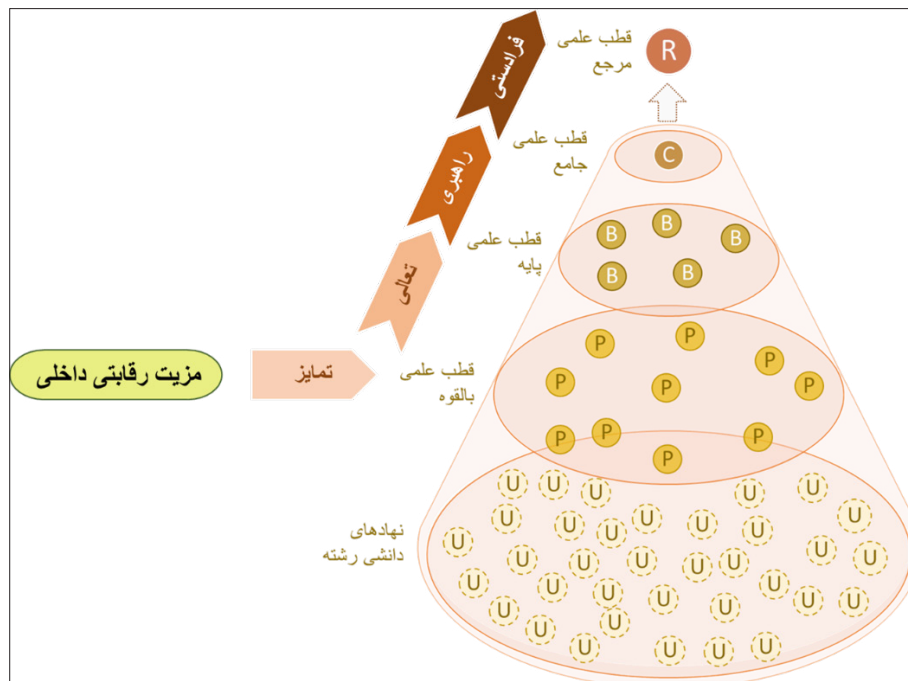 قطب علمی
مرجع
R
فرادستی
قطب علمی
جامع
C
راهبری
قطب علمی
پایه
B B B
B B
تعالی
مزیت رقابتی داخلی
تمایز
قطب علمی
بالقوه
P P
P
P P P
P P P
P
نهادهای
دانشی رشته
U U U U U
U U U U U U U
U U U U U U U U U
U U U U U U U U
U U U U U
U U U U